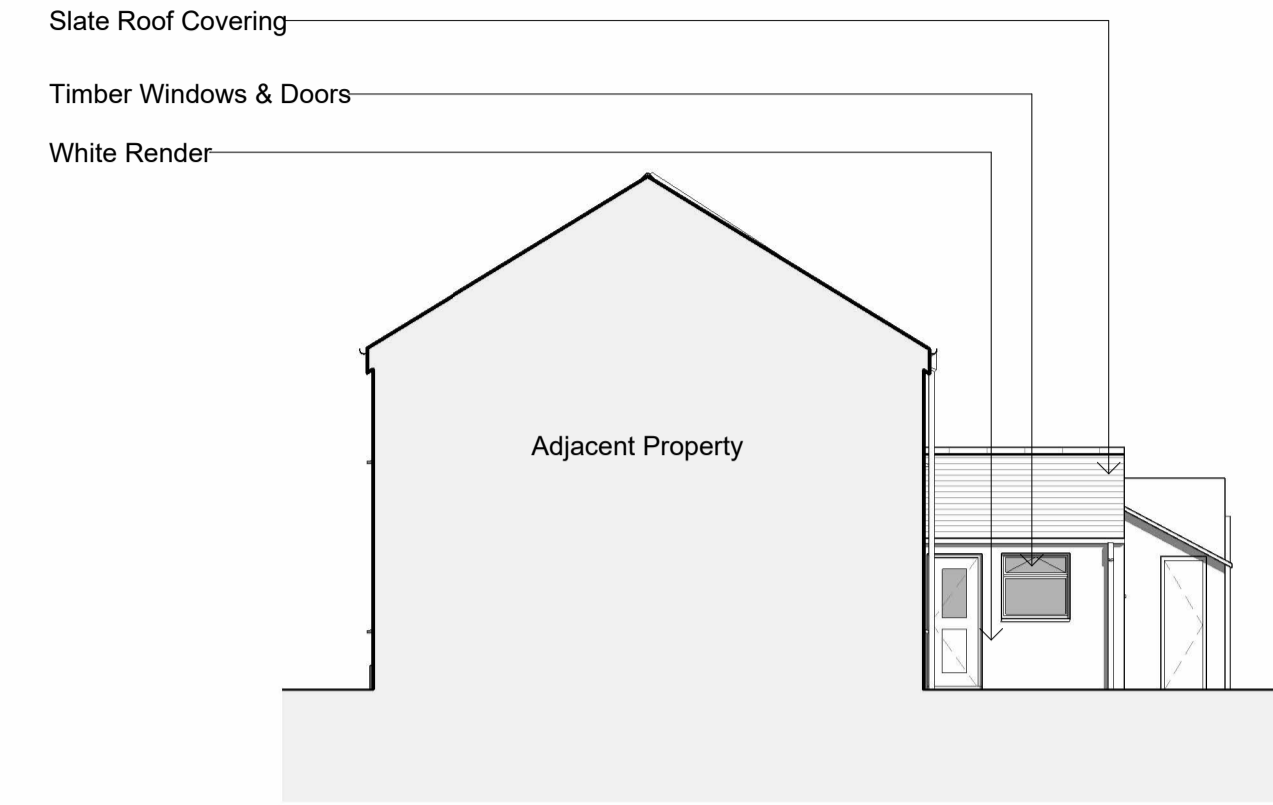 Slate Roof Covering
Timber Windows & Doors
White Render
Adjacent Property